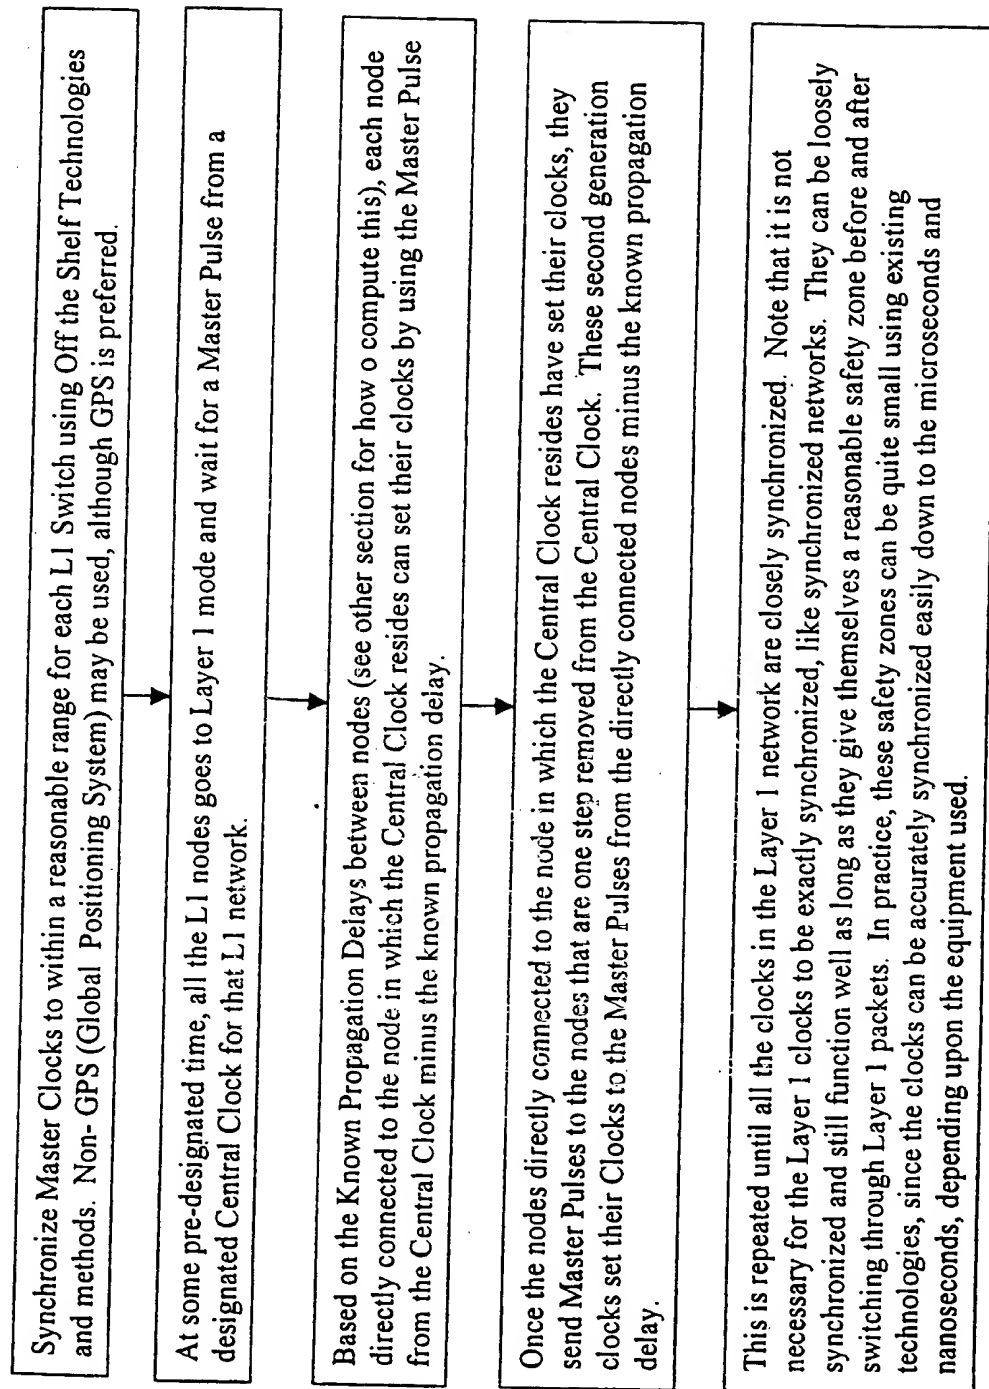 Synchronize Master Clocks to within a reasonable range for each L1 Switch using Off the Shelf Technologies
and methods. Non- GPS (Global Positioning System) may be used, although GPS is preferred.
At some pre-designated time, all the L1 nodes goes to Layer 1 mode and wait for a Master Pulse from a
designated Central Clock for that L1 network.
Based on the Known Propagation Delays between nodes (see other section for how o compute this), each node
directly connected to the node in which the Central Clock resides can set their clocks by using the Master Pulse
from the Central Clock minus the known propagation delay.
Once the nodes directly connected to the node in which the Central Clock resides have set their clocks, they
send Master Pulses to the nodes that are one step removed from the Central Clock. These second generation
clocks set their Clocks to the Master Pulses from the directly connected nodes minus the known propagation
delay.
This is repeated until all the clocks in the Layer 1 network are closely synchronized. Note that it is not
necessary for the Layer 1 clocks to be exactly synchronized, like synchronized networks. They can be loosely
synchronized and still function well as long as they give themselves a reasonable safety zone before and after
switching through Layer 1 packets. In practice, these safety zones can be quite small using existing
technologies, since the clocks can be accurately synchronized easily down to the microseconds and
nanoseconds, depending upon the equipment used.